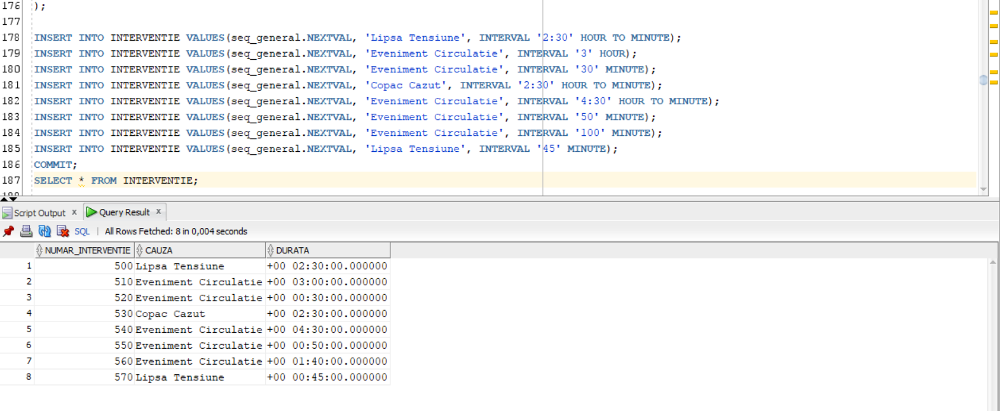 176 );
177
178 INSERT INTO INTERVENTIE VALUES(seq_general.NEXTVAL, 'Lipsa Tensiune', INTERVAL '2:30' HOUR TO MINUTE);
179 INSERT INTO INTERVENTIE VALUES(seq_general.NEXTVAL, 'Eveniment Circulatie', INTERVAL '3' HOUR);
180 INSERT INTO INTERVENTIE VALUES(seq_general.NEXTVAL, 'Eveniment Circulatie', INTERVAL '30' MINUTE);
181 INSERT INTO INTERVENTIE VALUES(seq_general.NEXTVAL, 'Copac Cazut', INTERVAL '2:30' HOUR TO MINUTE);
182 INSERT INTO INTERVENTIE VALUES(seq_general.NEXTVAL, 'Eveniment Circulatie', INTERVAL '4:30' HOUR TO MINUTE);
183 INSERT INTO INTERVENTIE VALUES(seq_general.NEXTVAL, 'Eveniment Circulatie', INTERVAL '50' MINUTE);
184 INSERT INTO INTERVENTIE VALUES(seq_general.NEXTVAL, 'Eveniment Circulatie', INTERVAL '100' MINUTE);
185 INSERT INTO INTERVENTIE VALUES(seq_general.NEXTVAL, 'Lipsa Tensiune', INTERVAL '45' MINUTE);
186 COMMIT;
187 SELECT * FROM INTERVENTIE;
Script Output x Query Result x
SQL | All Rows Fetched: 8 in 0,004 seconds
NUMAR_INTERVENTIE CAUZA DURATA
1 500 Lipsa Tensiune +00 02:30:00.000000
2 510 Eveniment Circulatie +00 03:00:00.000000
3 520 Eveniment Circulatie +00 00:30:00.000000
4 530 Copac Cazut +00 02:30:00.000000
5 540 Eveniment Circulatie +00 04:30:00.000000
6 550 Eveniment Circulatie +00 00:50:00.000000
7 560 Eveniment Circulatie +00 01:40:00.000000
8 570 Lipsa Tensiune +00 00:45:00.000000